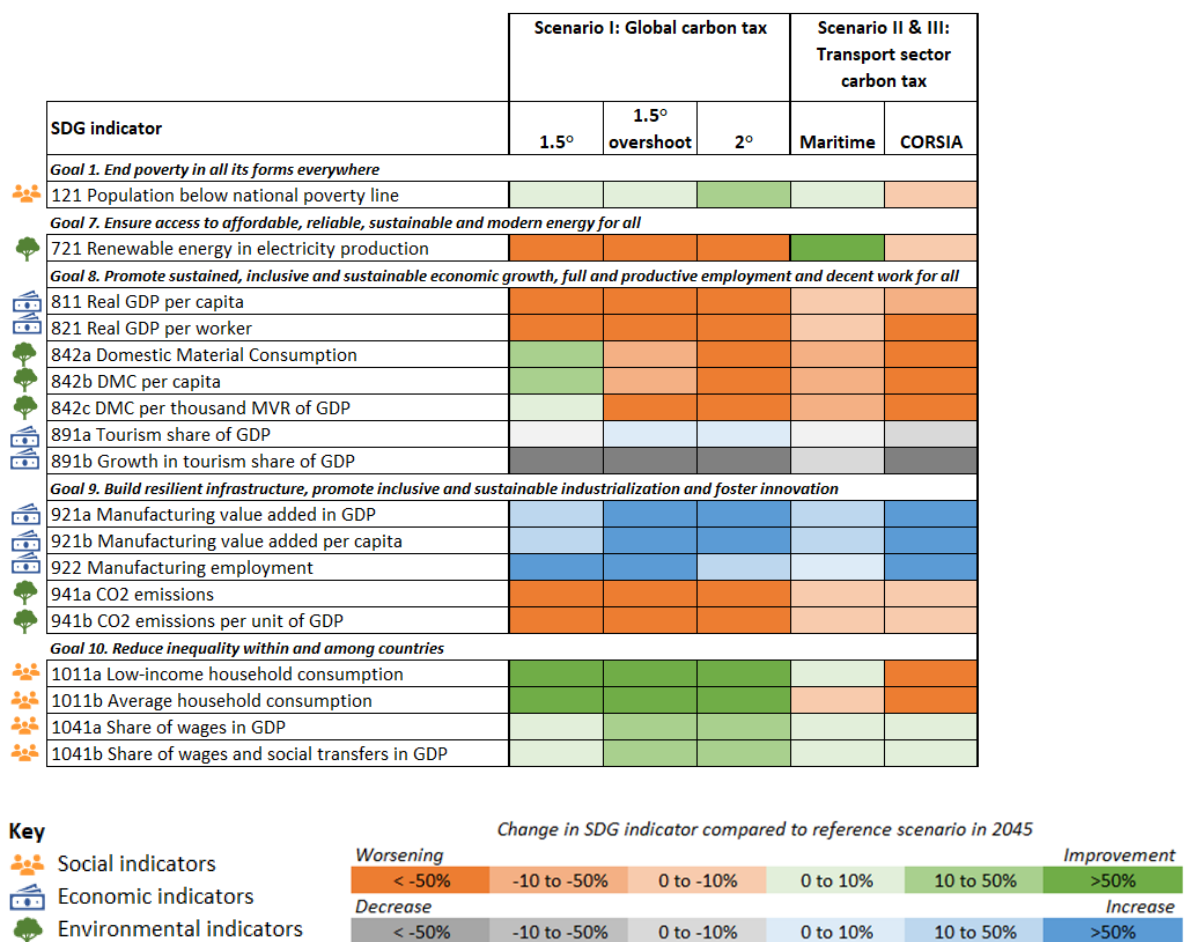 Scenario I: Global carbon tax
Scenario II & III:
Transport sector
carbon tax
SDG indicator
1.5°
1.5°
overshoot
2°
Maritime
CORSIA
Goal 1. End poverty in all its forms everywhere
121 Population below national poverty line
Goal 7. Ensure access to affordable, reliable, sustainable and modern energy for all
721 Renewable energy in electricity production
Goal 8. Promote sustained, inclusive and sustainable economic growth, full and productive employment and decent work for all
811 Real GDP per capita
821 Real GDP per worker
842a Domestic Material Consumption
842b DMC per capita
842c DMC per thousand MVR of GDP
891a Tourism share of GDP
891b Growth in tourism share of GDP
Goal 9. Build resilient infrastructure, promote inclusive and sustainable industrialization and foster innovation
921a Manufacturing value added in GDP
921b Manufacturing value added per capita
922 Manufacturing employment
941a CO2 emissions
941b CO2 emissions per unit of GDP
Goal 10. Reduce inequality within and among countries
1011a Low-income household consumption
1011b Average household consumption
1041a Share of wages in GDP
1041b Share of wages and social transfers in GDP
Key
Social indicators
Economic indicators
Environmental indicators
Change in SDG indicator compared to reference scenario in 2045
Worsening Improvement
< -50% -10 to -50% 0 to -10% 0 to 10% 10 to 50% >50%
Decrease Increase
< -50% -10 to -50% 0 to -10% 0 to 10% 10 to 50% >50%